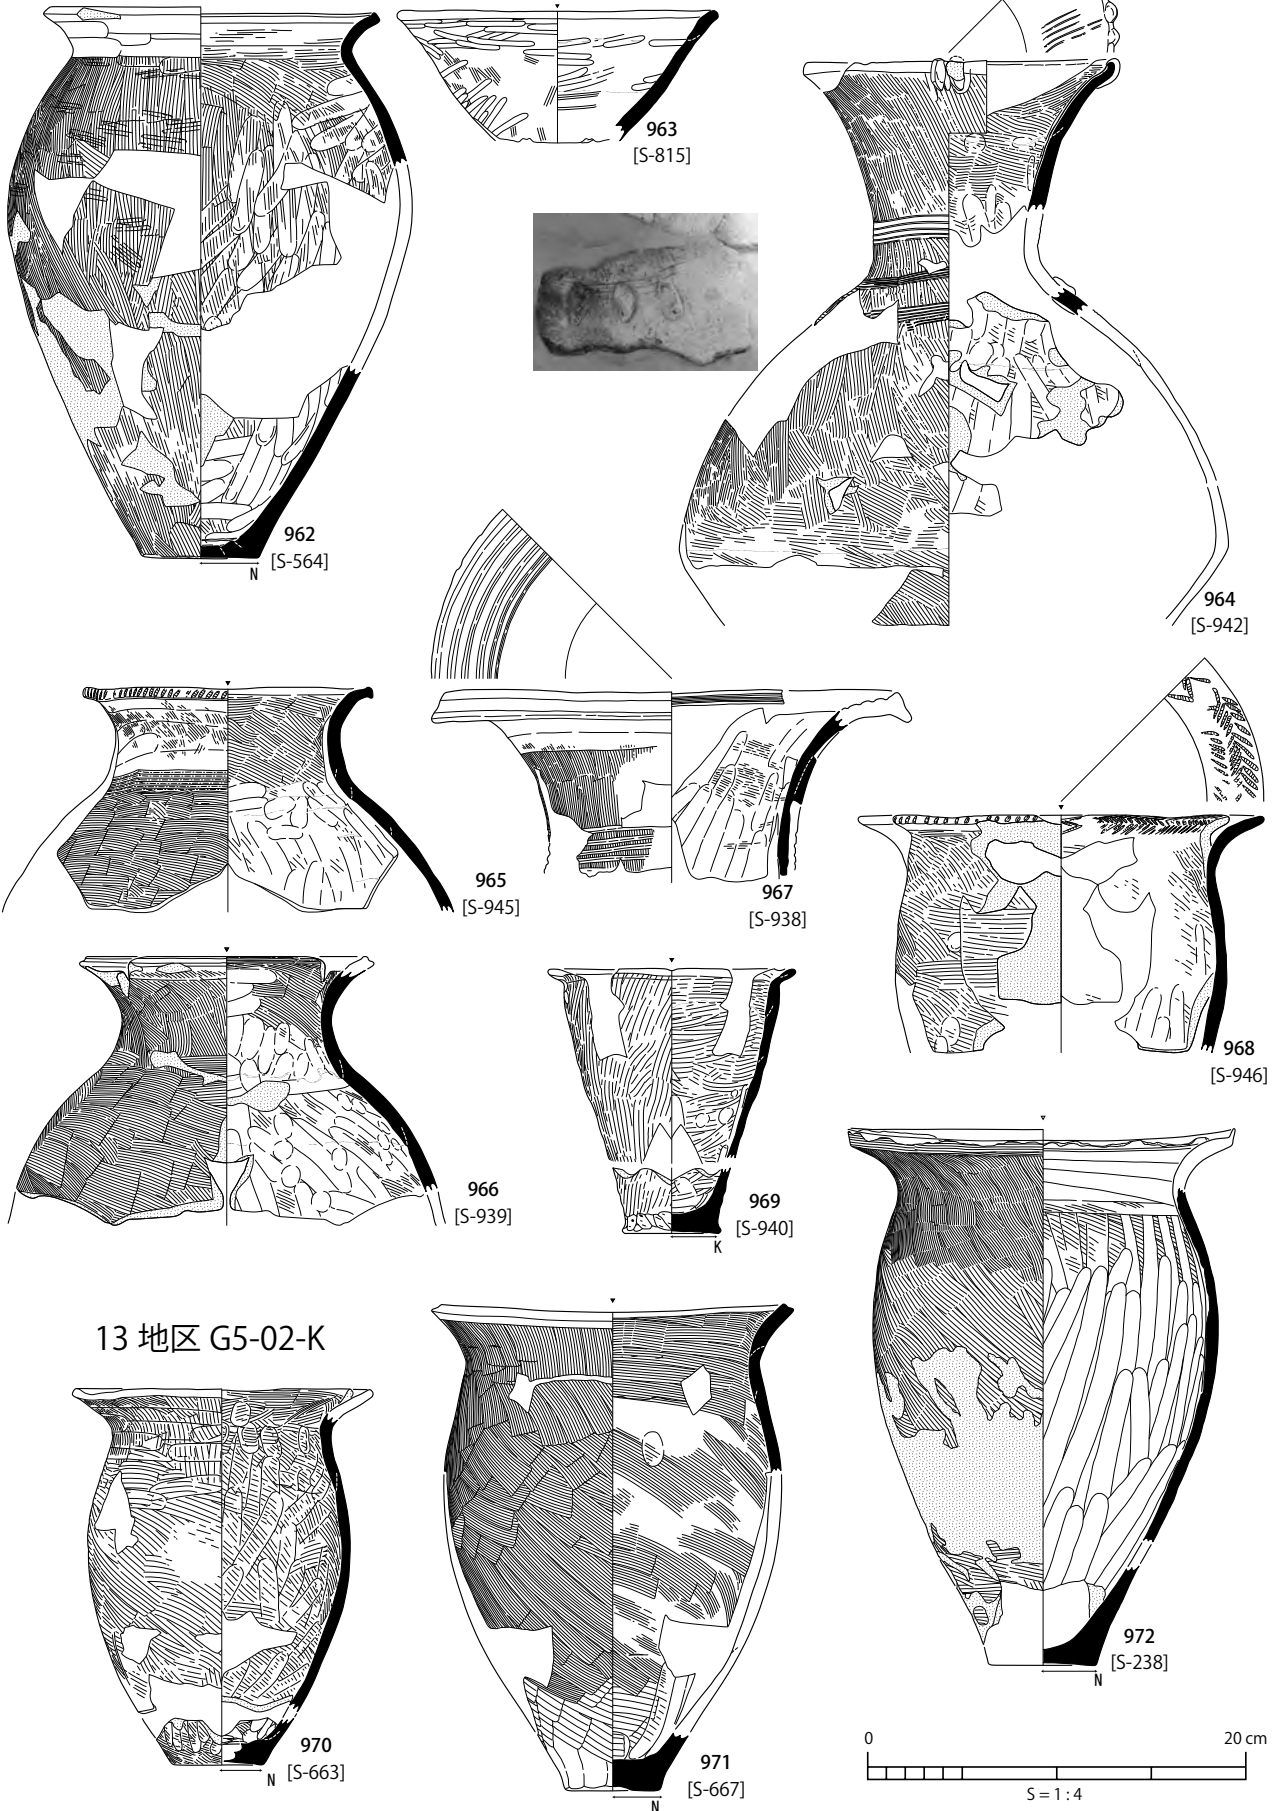 963
[S-815]
962
[S-564]
N
964
[S-942]
965
[S-945]
967
[S-938]
968
[S-946]
966
[S-939]
969
[S-940]
K
13 地区 G5-02-K
972
[S-238]
N
970
[S-663]
N
971
[S-667]
N
0 20 cm
S = 1 : 4